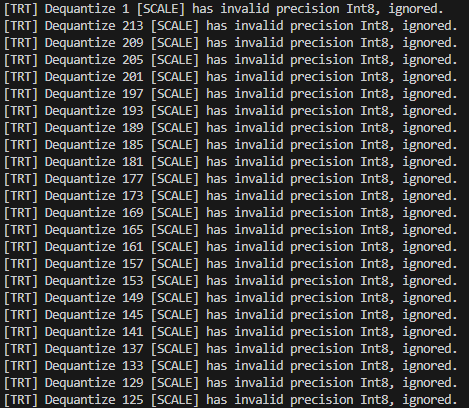 [TRT] Dequantize 1 [SCALE] has invalid precision Int8, ignored.
[TRT] Dequantize 213 [SCALE] has invalid precision Int8, ignored.
[TRT] Dequantize 209 [SCALE] has invalid precision Int8, ignored.
[TRT] Dequantize 205 [SCALE] has invalid precision Int8, ignored.
[TRT] Dequantize 201 [SCALE] has invalid precision Int8, ignored.
[TRT] Dequantize 197 [SCALE] has invalid precision Int8, ignored.
[TRT] Dequantize 193 [SCALE] has invalid precision Int8, ignored.
[TRT] Dequantize 189 [SCALE] has invalid precision Int8, ignored.
[TRT] Dequantize 185 [SCALE] has invalid precision Int8, ignored.
[TRT] Dequantize 181 [SCALE] has invalid precision Int8, ignored.
[TRT] Dequantize 177 [SCALE] has invalid precision Int8, ignored.
[TRT] Dequantize 173 [SCALE] has invalid precision Int8, ignored.
[TRT] Dequantize 169 [SCALE] has invalid precision Int8, ignored.
[TRT] Dequantize 165 [SCALE] has invalid precision Int8, ignored.
[TRT] Dequantize 161 [SCALE] has invalid precision Int8, ignored.
[TRT] Dequantize 157 [SCALE] has invalid precision Int8, ignored.
[TRT] Dequantize 153 [SCALE] has invalid precision Int8, ignored.
[TRT] Dequantize 149 [SCALE] has invalid precision Int8, ignored.
[TRT] Dequantize 145 [SCALE] has invalid precision Int8, ignored.
[TRT] Dequantize 141 [SCALE] has invalid precision Int8, ignored.
[TRT] Dequantize 137 [SCALE] has invalid precision Int8, ignored.
[TRT] Dequantize 133 [SCALE] has invalid precision Int8, ignored.
[TRT] Dequantize 129 [SCALE] has invalid precision Int8, ignored.
[TRT] Dequantize 125 [SCALE] has invalid precision Int8, ignored.